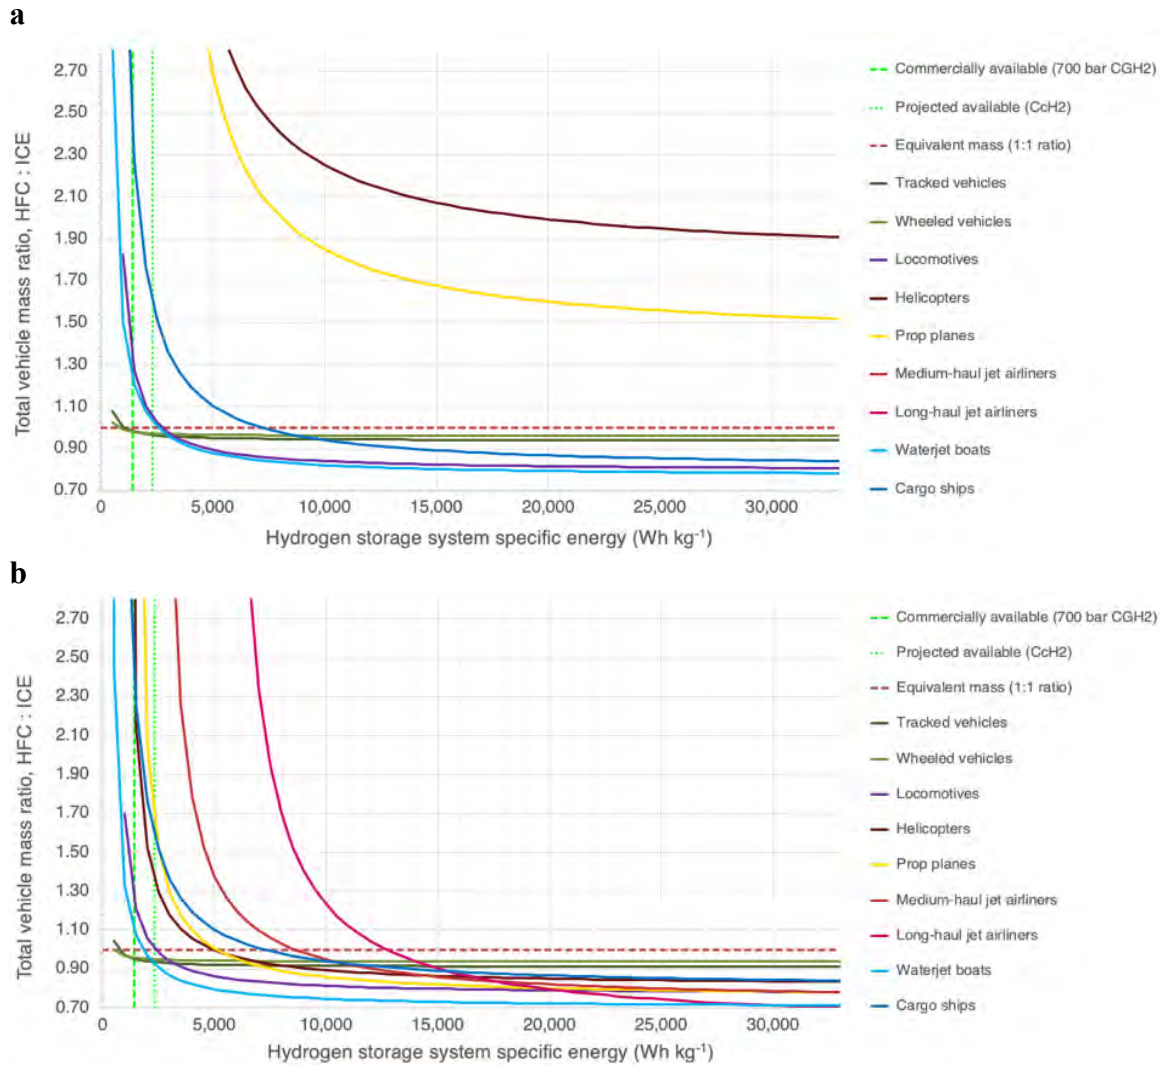 a
2.70
2.50
2.30
2.10
1.90
1.70
1.50
1.30
1.10
0.90
0.70
Total vehicle mass ratio, HFC : ICE
0 5,000 10,000 15,000 20,000 25,000 30,000
Hydrogen storage system specific energy (Wh kg⁻¹)
Commercially available (700 bar CGH2)
Projected available (CcH2)
Equivalent mass (1:1 ratio)
Tracked vehicles
Wheeled vehicles
Locomotives
Helicopters
Prop planes
Medium-haul jet airliners
Long-haul jet airliners
Waterjet boats
Cargo ships
b
2.70
2.50
2.30
2.10
1.90
1.70
1.50
1.30
1.10
0.90
0.70
Total vehicle mass ratio, HFC : ICE
0 5,000 10,000 15,000 20,000 25,000 30,000
Hydrogen storage system specific energy (Wh kg⁻¹)
Commercially available (700 bar CGH2)
Projected available (CcH2)
Equivalent mass (1:1 ratio)
Tracked vehicles
Wheeled vehicles
Locomotives
Helicopters
Prop planes
Medium-haul jet airliners
Long-haul jet airliners
Waterjet boats
Cargo ships